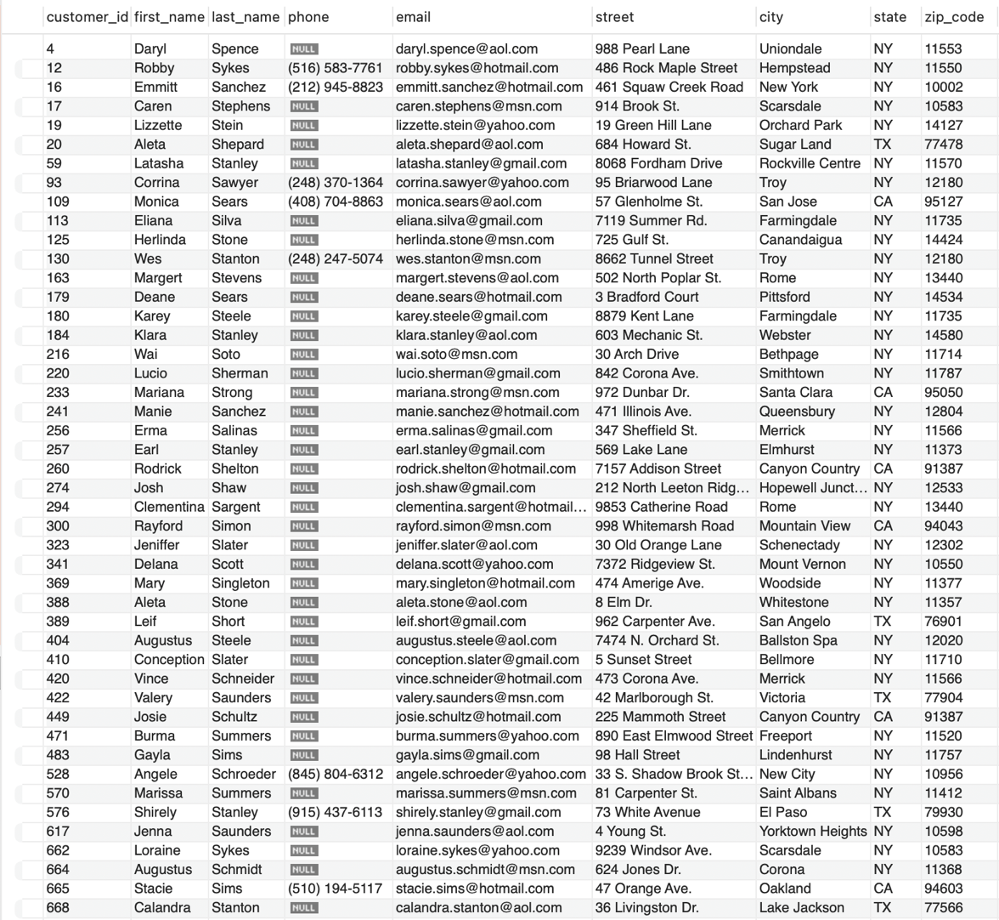 customer_id first_name last_name phone email street city state zip_code
4 Daryl Spence NULL daryl.spence@aol.com 988 Pearl Lane Uniondale NY 11553
12 Robby Sykes (516) 583-7761 robby.sykes@hotmail.com 486 Rock Maple Street Hempstead NY 11550
16 Emmitt Sanchez (212) 945-8823 emmitt.sanchez@hotmail.com 461 Squaw Creek Road New York NY 10002
17 Caren Stephens NULL caren.stephens@msn.com 914 Brook St. Scarsdale NY 10583
19 Lizzette Stein NULL lizzette.stein@yahoo.com 19 Green Hill Lane Orchard Park NY 14127
20 Aleta Shepard NULL aleta.shepard@aol.com 684 Howard St. Sugar Land TX 77478
59 Latasha Stanley NULL latasha.stanley@gmail.com 8068 Fordham Drive Rockville Centre NY 11570
93 Corrina Sawyer (248) 370-1364 corrina.sawyer@yahoo.com 95 Briarwood Lane Troy NY 12180
109 Monica Sears (408) 704-8863 monica.sears@aol.com 57 Glenholme St. San Jose CA 95127
113 Eliana Silva NULL eliana.silva@gmail.com 7119 Summer Rd. Farmingdale NY 11735
125 Herlinda Stone NULL herlinda.stone@msn.com 725 Gulf St. Canandaigua NY 14424
130 Wes Stanton (248) 247-5074 wes.stanton@msn.com 8662 Tunnel Street Troy NY 12180
163 Margert Stevens NULL margert.stevens@aol.com 502 North Poplar St. Rome NY 13440
179 Deane Sears NULL deane.sears@hotmail.com 3 Bradford Court Pittsford NY 14534
180 Karey Steele NULL karey.steele@gmail.com 8879 Kent Lane Farmingdale NY 11735
184 Klara Stanley NULL klara.stanley@aol.com 603 Mechanic St. Webster NY 14580
216 Wai Soto NULL wai.soto@msn.com 30 Arch Drive Bethpage NY 11714
220 Lucio Sherman NULL lucio.sherman@gmail.com 842 Corona Ave. Smithtown NY 11787
233 Mariana Strong NULL mariana.strong@msn.com 972 Dunbar Dr. Santa Clara CA 95050
241 Manie Sanchez NULL manie.sanchez@hotmail.com 471 Illinois Ave. Queensbury NY 12804
256 Erma Salinas NULL erma.salinas@gmail.com 347 Sheffield St. Merrick NY 11566
257 Earl Stanley NULL earl.stanley@gmail.com 569 Lake Lane Elmhurst NY 11373
260 Rodrick Shelton NULL rodrick.shelton@hotmail.com 7157 Addison Street Canyon Country CA 91387
274 Josh Shaw NULL josh.shaw@gmail.com 212 North Leeton Ridg... Hopewell Junct... NY 12533
294 Clementina Sargent NULL clementina.sargent@hotmail... 9853 Catherine Road Rome NY 13440
300 Rayford Simon NULL rayford.simon@msn.com 998 Whitemarsh Road Mountain View CA 94043
323 Jeniffer Slater NULL jeniffer.slater@aol.com 30 Old Orange Lane Schenectady NY 12302
341 Delana Scott NULL delana.scott@yahoo.com 7372 Ridgeview St. Mount Vernon NY 10550
369 Mary Singleton NULL mary.singleton@hotmail.com 474 Amerige Ave. Woodside NY 11377
388 Aleta Stone NULL aleta.stone@aol.com 8 Elm Dr. Whitestone NY 11357
389 Leif Short NULL leif.short@gmail.com 962 Carpenter Ave. San Angelo TX 76901
404 Augustus Steele NULL augustus.steele@aol.com 7474 N. Orchard St. Ballston Spa NY 12020
410 Conception Slater NULL conception.slater@gmail.com 5 Sunset Street Bellmore NY 11710
420 Vince Schneider NULL vince.schneider@hotmail.com 473 Corona Ave. Merrick NY 11566
422 Valery Saunders NULL valery.saunders@msn.com 42 Marlborough St. Victoria TX 77904
449 Josie Schultz NULL josie.schultz@hotmail.com 225 Mammoth Street Canyon Country CA 91387
471 Burma Summers NULL burma.summers@yahoo.com 890 East Elmwood Street Freeport NY 11520
483 Gayla Sims NULL gayla.sims@gmail.com 98 Hall Street Lindenhurst NY 11757
528 Angele Schroeder (845) 804-6312 angele.schroeder@yahoo.com 33 S. Shadow Brook St... New City NY 10956
570 Marissa Summers NULL marissa.summers@msn.com 81 Carpenter St. Saint Albans NY 11412
576 Shirely Stanley (915) 437-6113 shirely.stanley@gmail.com 73 White Avenue El Paso TX 79930
617 Jenna Saunders NULL jenna.saunders@aol.com 4 Young St. Yorktown Heights NY 10598
662 Loraine Sykes NULL loraine.sykes@yahoo.com 9239 Windsor Ave. Scarsdale NY 10583
664 Augustus Schmidt NULL augustus.schmidt@msn.com 624 Jones Dr. Corona NY 11368
665 Stacie Sims (510) 194-5117 stacie.sims@hotmail.com 47 Orange Ave. Oakland CA 94603
668 Calandra Stanton NULL calandra.stanton@aol.com 36 Livingston Dr. Lake Jackson TX 77566